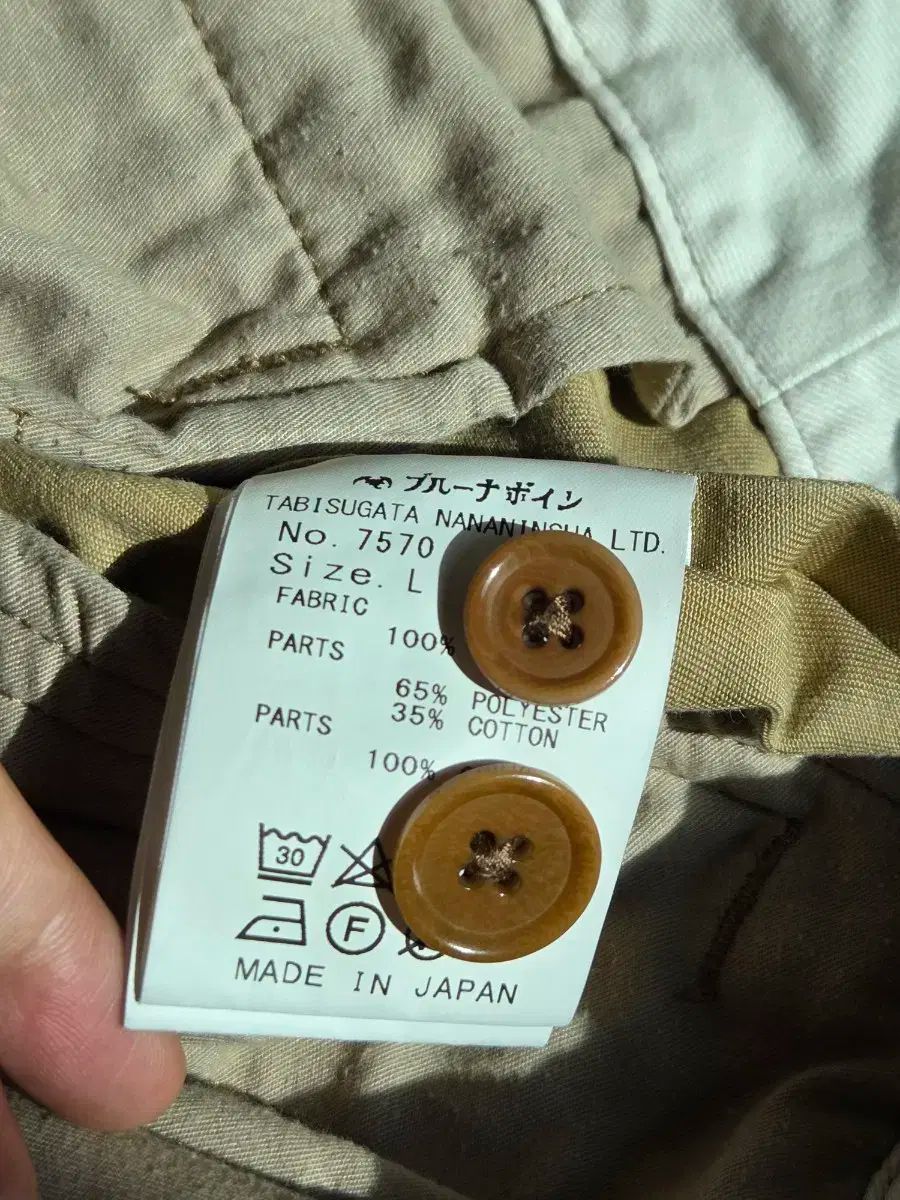 ブルーナボイン
TABISUGATA NANANINSHA LTD.
No. 7570
Size. L
FABRIC
100%
PARTS
65% POLYESTER
35% COTTON
PARTS
100%
30
F
MADE IN JAPAN